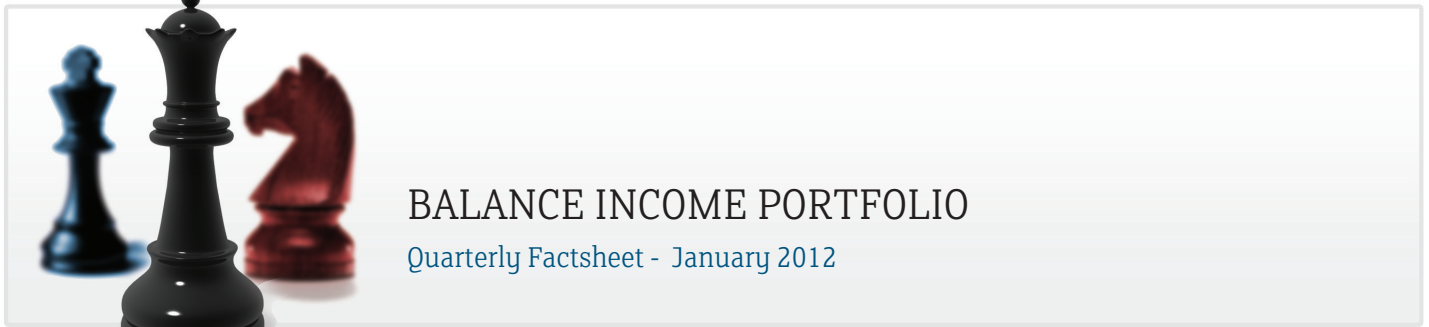 BALANCE INCOME PORTFOLIO
Quarterly Factsheet - January 2012